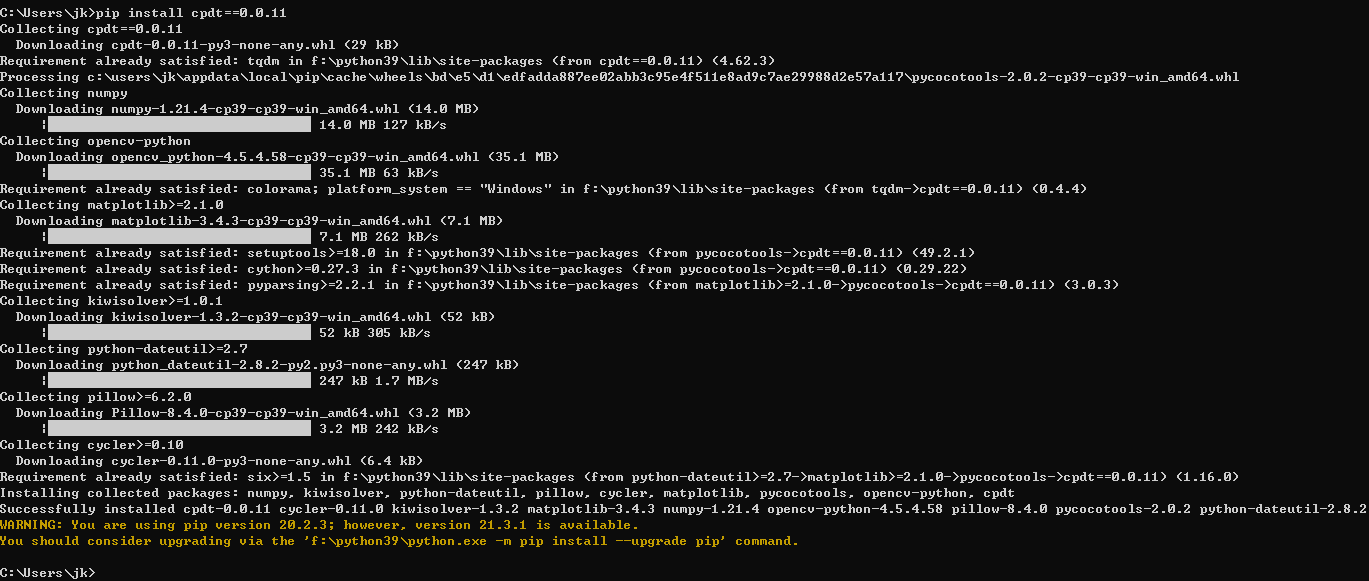 C:\Users\jk>pip install cpdt==0.0.11
Collecting cpdt==0.0.11
  Downloading cpdt-0.0.11-py3-none-any.whl (29 kB)
Requirement already satisfied: tqdm in f:\python39\lib\site-packages (from cpdt==0.0.11) (4.62.3)
Processing c:\users\jk\appdata\local\pip\cache\wheels\bd\e5\d1\edfadda887ee02abb3c95e4f511e8ad9c7ae29988d2e57a117\pycocotools-2.0.2-cp39-cp39-win_amd64.whl
Collecting numpy
  Downloading numpy-1.21.4-cp39-cp39-win_amd64.whl (14.0 MB)
     |████████████████████████████████| 14.0 MB 127 kB/s
Collecting opencv-python
  Downloading opencv_python-4.5.4.58-cp39-cp39-win_amd64.whl (35.1 MB)
     |████████████████████████████████| 35.1 MB 63 kB/s
Requirement already satisfied: colorama; platform_system == "Windows" in f:\python39\lib\site-packages (from tqdm->cpdt==0.0.11) (0.4.4)
Collecting matplotlib>=2.1.0
  Downloading matplotlib-3.4.3-cp39-cp39-win_amd64.whl (7.1 MB)
     |████████████████████████████████| 7.1 MB 262 kB/s
Requirement already satisfied: setuptools>=18.0 in f:\python39\lib\site-packages (from pycocotools->cpdt==0.0.11) (49.2.1)
Requirement already satisfied: cython>=0.27.3 in f:\python39\lib\site-packages (from pycocotools->cpdt==0.0.11) (0.29.22)
Requirement already satisfied: pyparsing>=2.2.1 in f:\python39\lib\site-packages (from matplotlib>=2.1.0->pycocotools->cpdt==0.0.11) (3.0.3)
Collecting kiwisolver>=1.0.1
  Downloading kiwisolver-1.3.2-cp39-cp39-win_amd64.whl (52 kB)
     |████████████████████████████████| 52 kB 305 kB/s
Collecting python-dateutil>=2.7
  Downloading python_dateutil-2.8.2-py2.py3-none-any.whl (247 kB)
     |████████████████████████████████| 247 kB 1.7 MB/s
Collecting pillow>=6.2.0
  Downloading Pillow-8.4.0-cp39-cp39-win_amd64.whl (3.2 MB)
     |████████████████████████████████| 3.2 MB 242 kB/s
Collecting cycler>=0.10
  Downloading cycler-0.11.0-py3-none-any.whl (6.4 kB)
Requirement already satisfied: six>=1.5 in f:\python39\lib\site-packages (from python-dateutil>=2.7->matplotlib>=2.1.0->pycocotools->cpdt==0.0.11) (1.16.0)
Installing collected packages: numpy, kiwisolver, python-dateutil, pillow, cycler, matplotlib, pycocotools, opencv-python, cpdt
Successfully installed cpdt-0.0.11 cycler-0.11.0 kiwisolver-1.3.2 matplotlib-3.4.3 numpy-1.21.4 opencv-python-4.5.4.58 pillow-8.4.0 pycocotools-2.0.2 python-dateutil-2.8.2
WARNING: You are using pip version 20.2.3; however, version 21.3.1 is available.
You should consider upgrading via the 'f:\python39\python.exe -m pip install --upgrade pip' command.
C:\Users\jk>